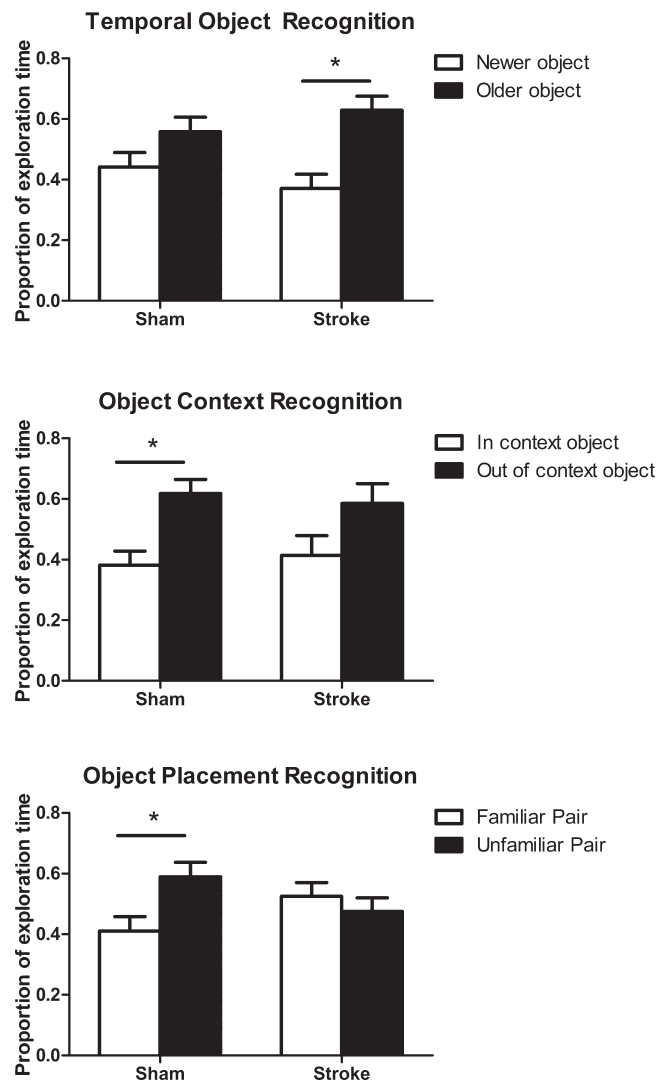 Temporal Object Recognition
Proportion of exploration time
0.8
0.6
0.4
0.2
0.0
*
Newer object
Older object
Sham
Stroke
Object Context Recognition
Proportion of exploration time
0.8
0.6
0.4
0.2
0.0
*
In context object
Out of context object
Sham
Stroke
Object Placement Recognition
Proportion of exploration time
0.8
0.6
0.4
0.2
0.0
*
Familiar Pair
Unfamiliar Pair
Sham
Stroke